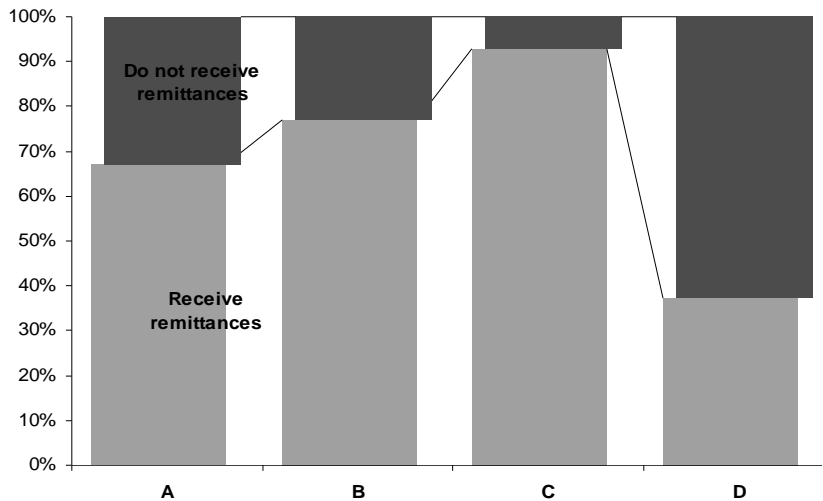 100%
90%
80%
70%
60%
50%
40%
30%
20%
10%
0%
Do not receive
remittances
Receive
remittances
A B C D